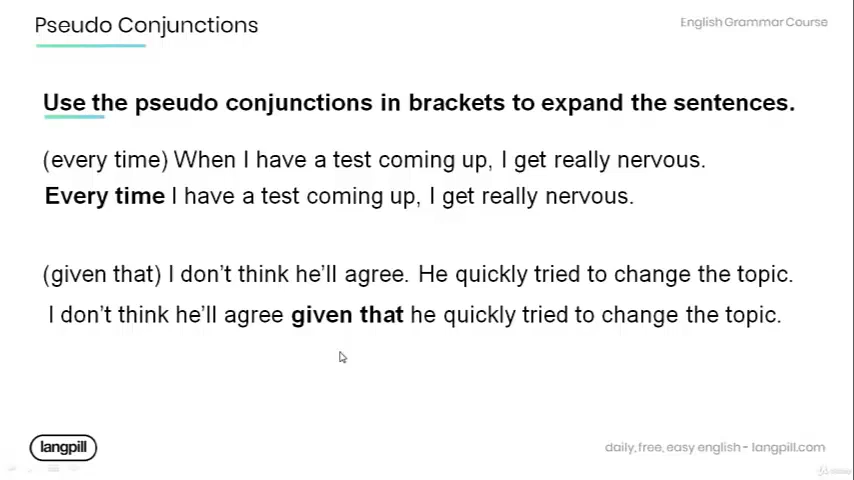 Pseudo Conjunctions
English Grammar Course
Use the pseudo conjunctions in brackets to expand the sentences.
(every time) When I have a test coming up, I get really nervous.
Every time I have a test coming up, I get really nervous.
(given that) I don't think he'll agree. He quickly tried to change the topic.
I don't think he'll agree given that he quickly tried to change the topic.
langpill
daily, free, easy english - langpill.com